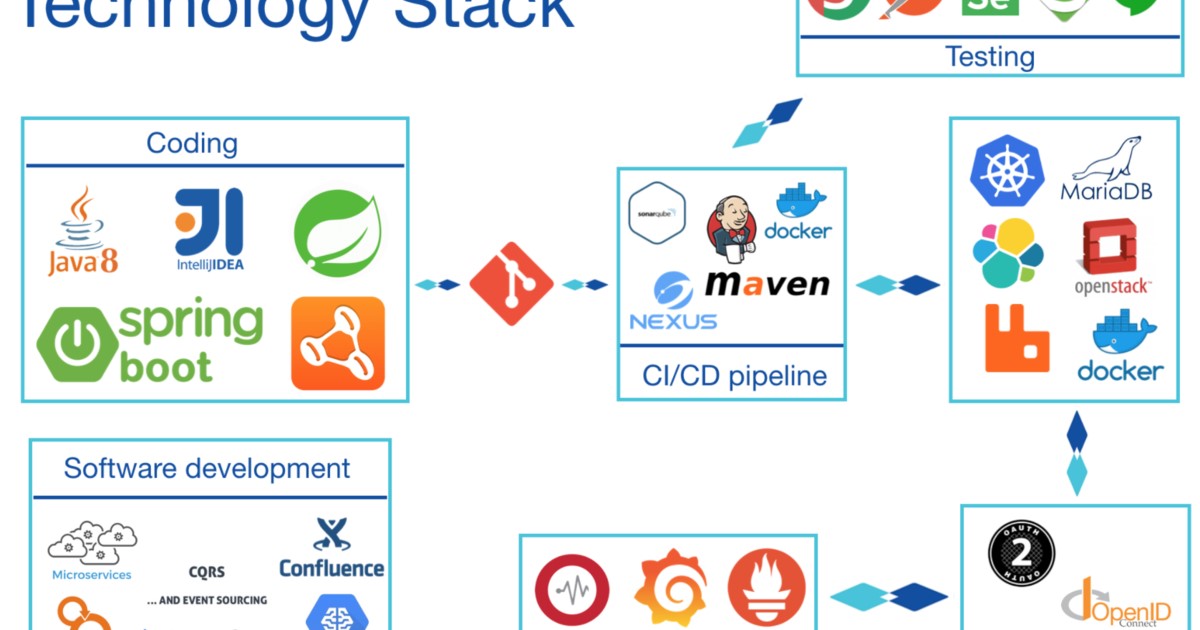 Technology Stack
Se
Testing
Coding
Java 8
IntelliJIDEA
spring
boot
sonarqube
docker
NEXUS
maven
CI/CD pipeline
MariaDB
openstack
docker
Software development
Microservices
CQRS
... AND EVENT SOURCING
Confluence
OAUTH
2
OAUTH
OpenID
Connect